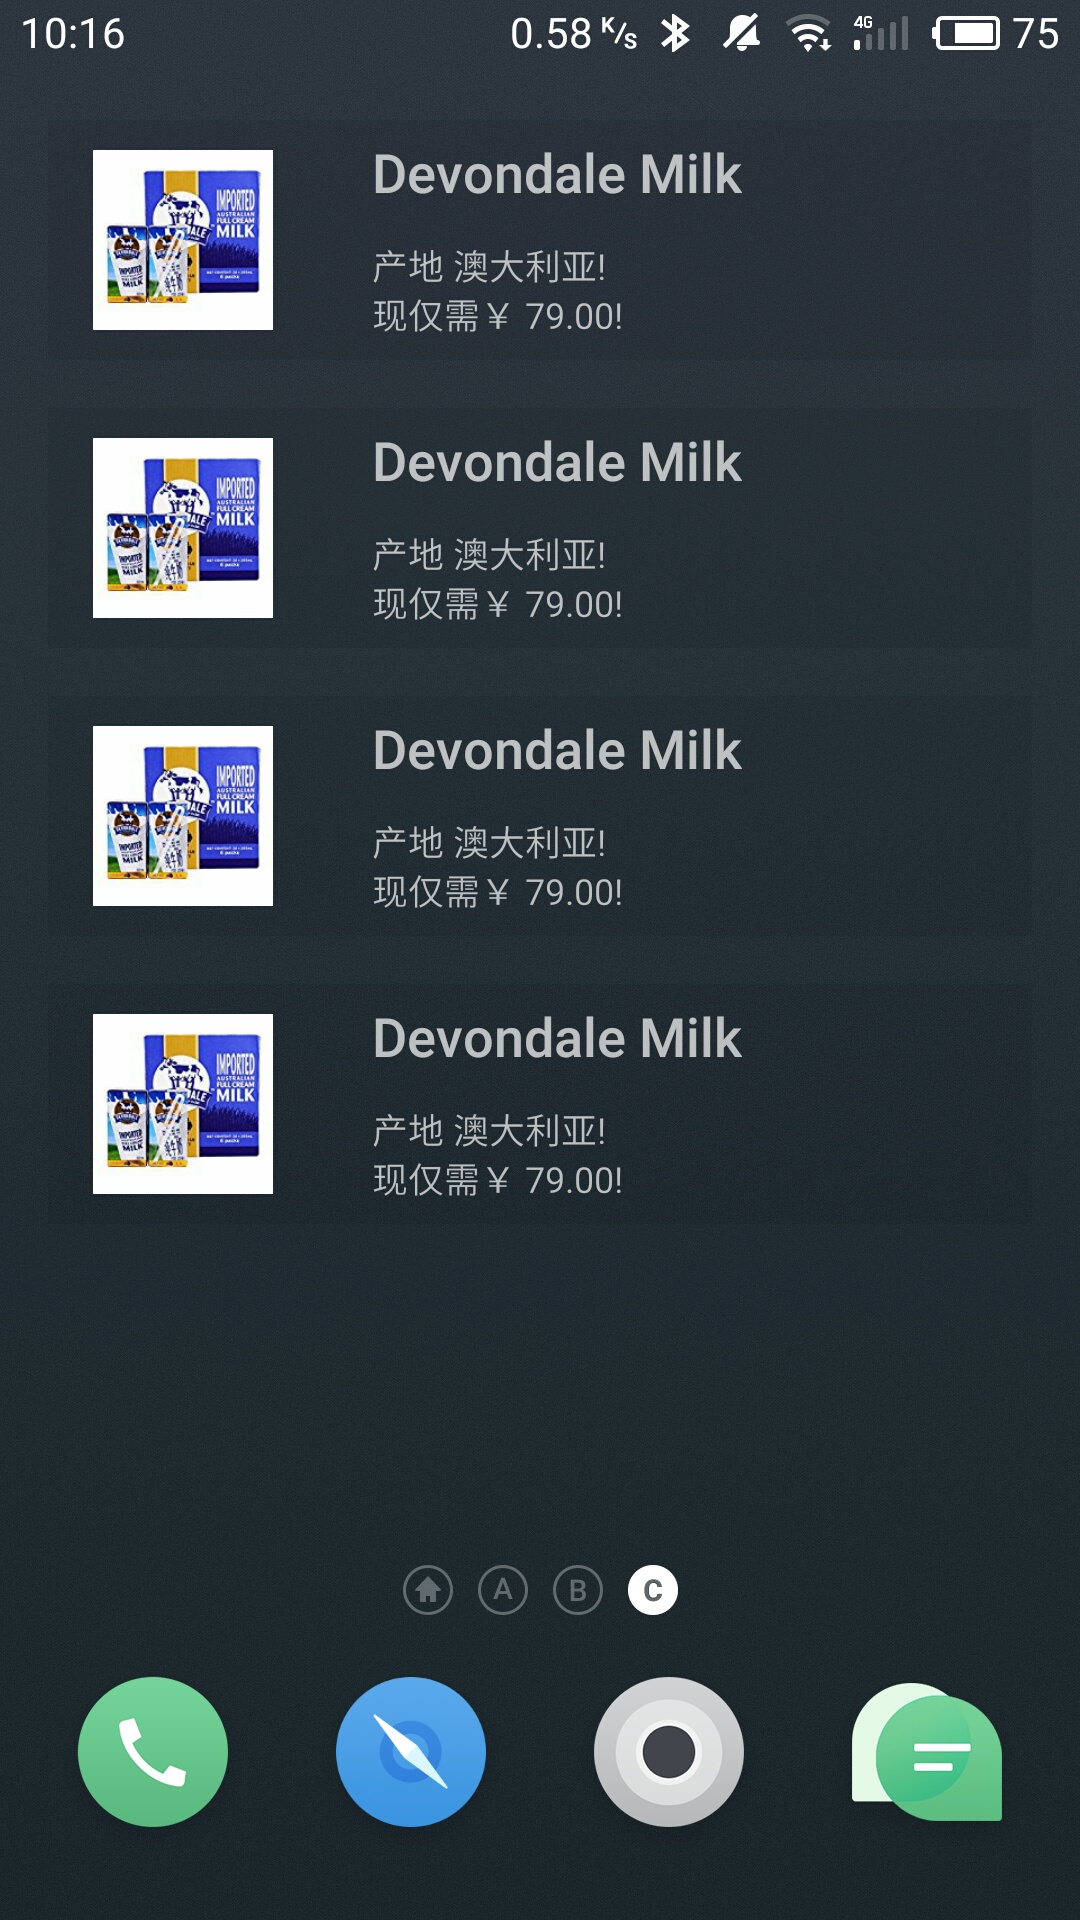 10:16 0.58 K/s 4G 75
Devondale Milk
产地 澳大利亚!
现仅需￥ 79.00!
IMPORTED
AUSTRALIAN
FULL CREAM
MILK
Devondale Milk
产地 澳大利亚!
现仅需￥ 79.00!
IMPORTED
AUSTRALIAN
FULL CREAM
MILK
Devondale Milk
产地 澳大利亚!
现仅需￥ 79.00!
IMPORTED
AUSTRALIAN
FULL CREAM
MILK
Devondale Milk
产地 澳大利亚!
现仅需￥ 79.00!
IMPORTED
AUSTRALIAN
FULL CREAM
MILK
A B C